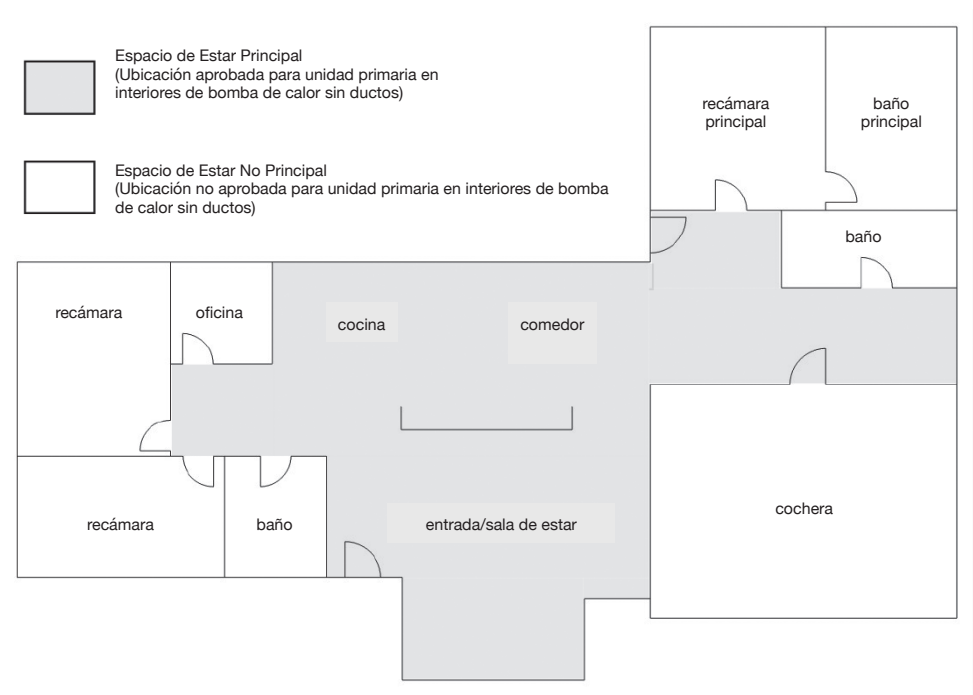 Espacio de Estar Principal
(Ubicación aprobada para unidad primaria en
interiores de bomba de calor sin ductos)
Espacio de Estar No Principal
(Ubicación no aprobada para unidad primaria en interiores de bomba
de calor sin ductos)
recámara
principal
baño
principal
baño
recámara
oficina
cocina
comedor
recámara
baño
entrada/sala de estar
cochera